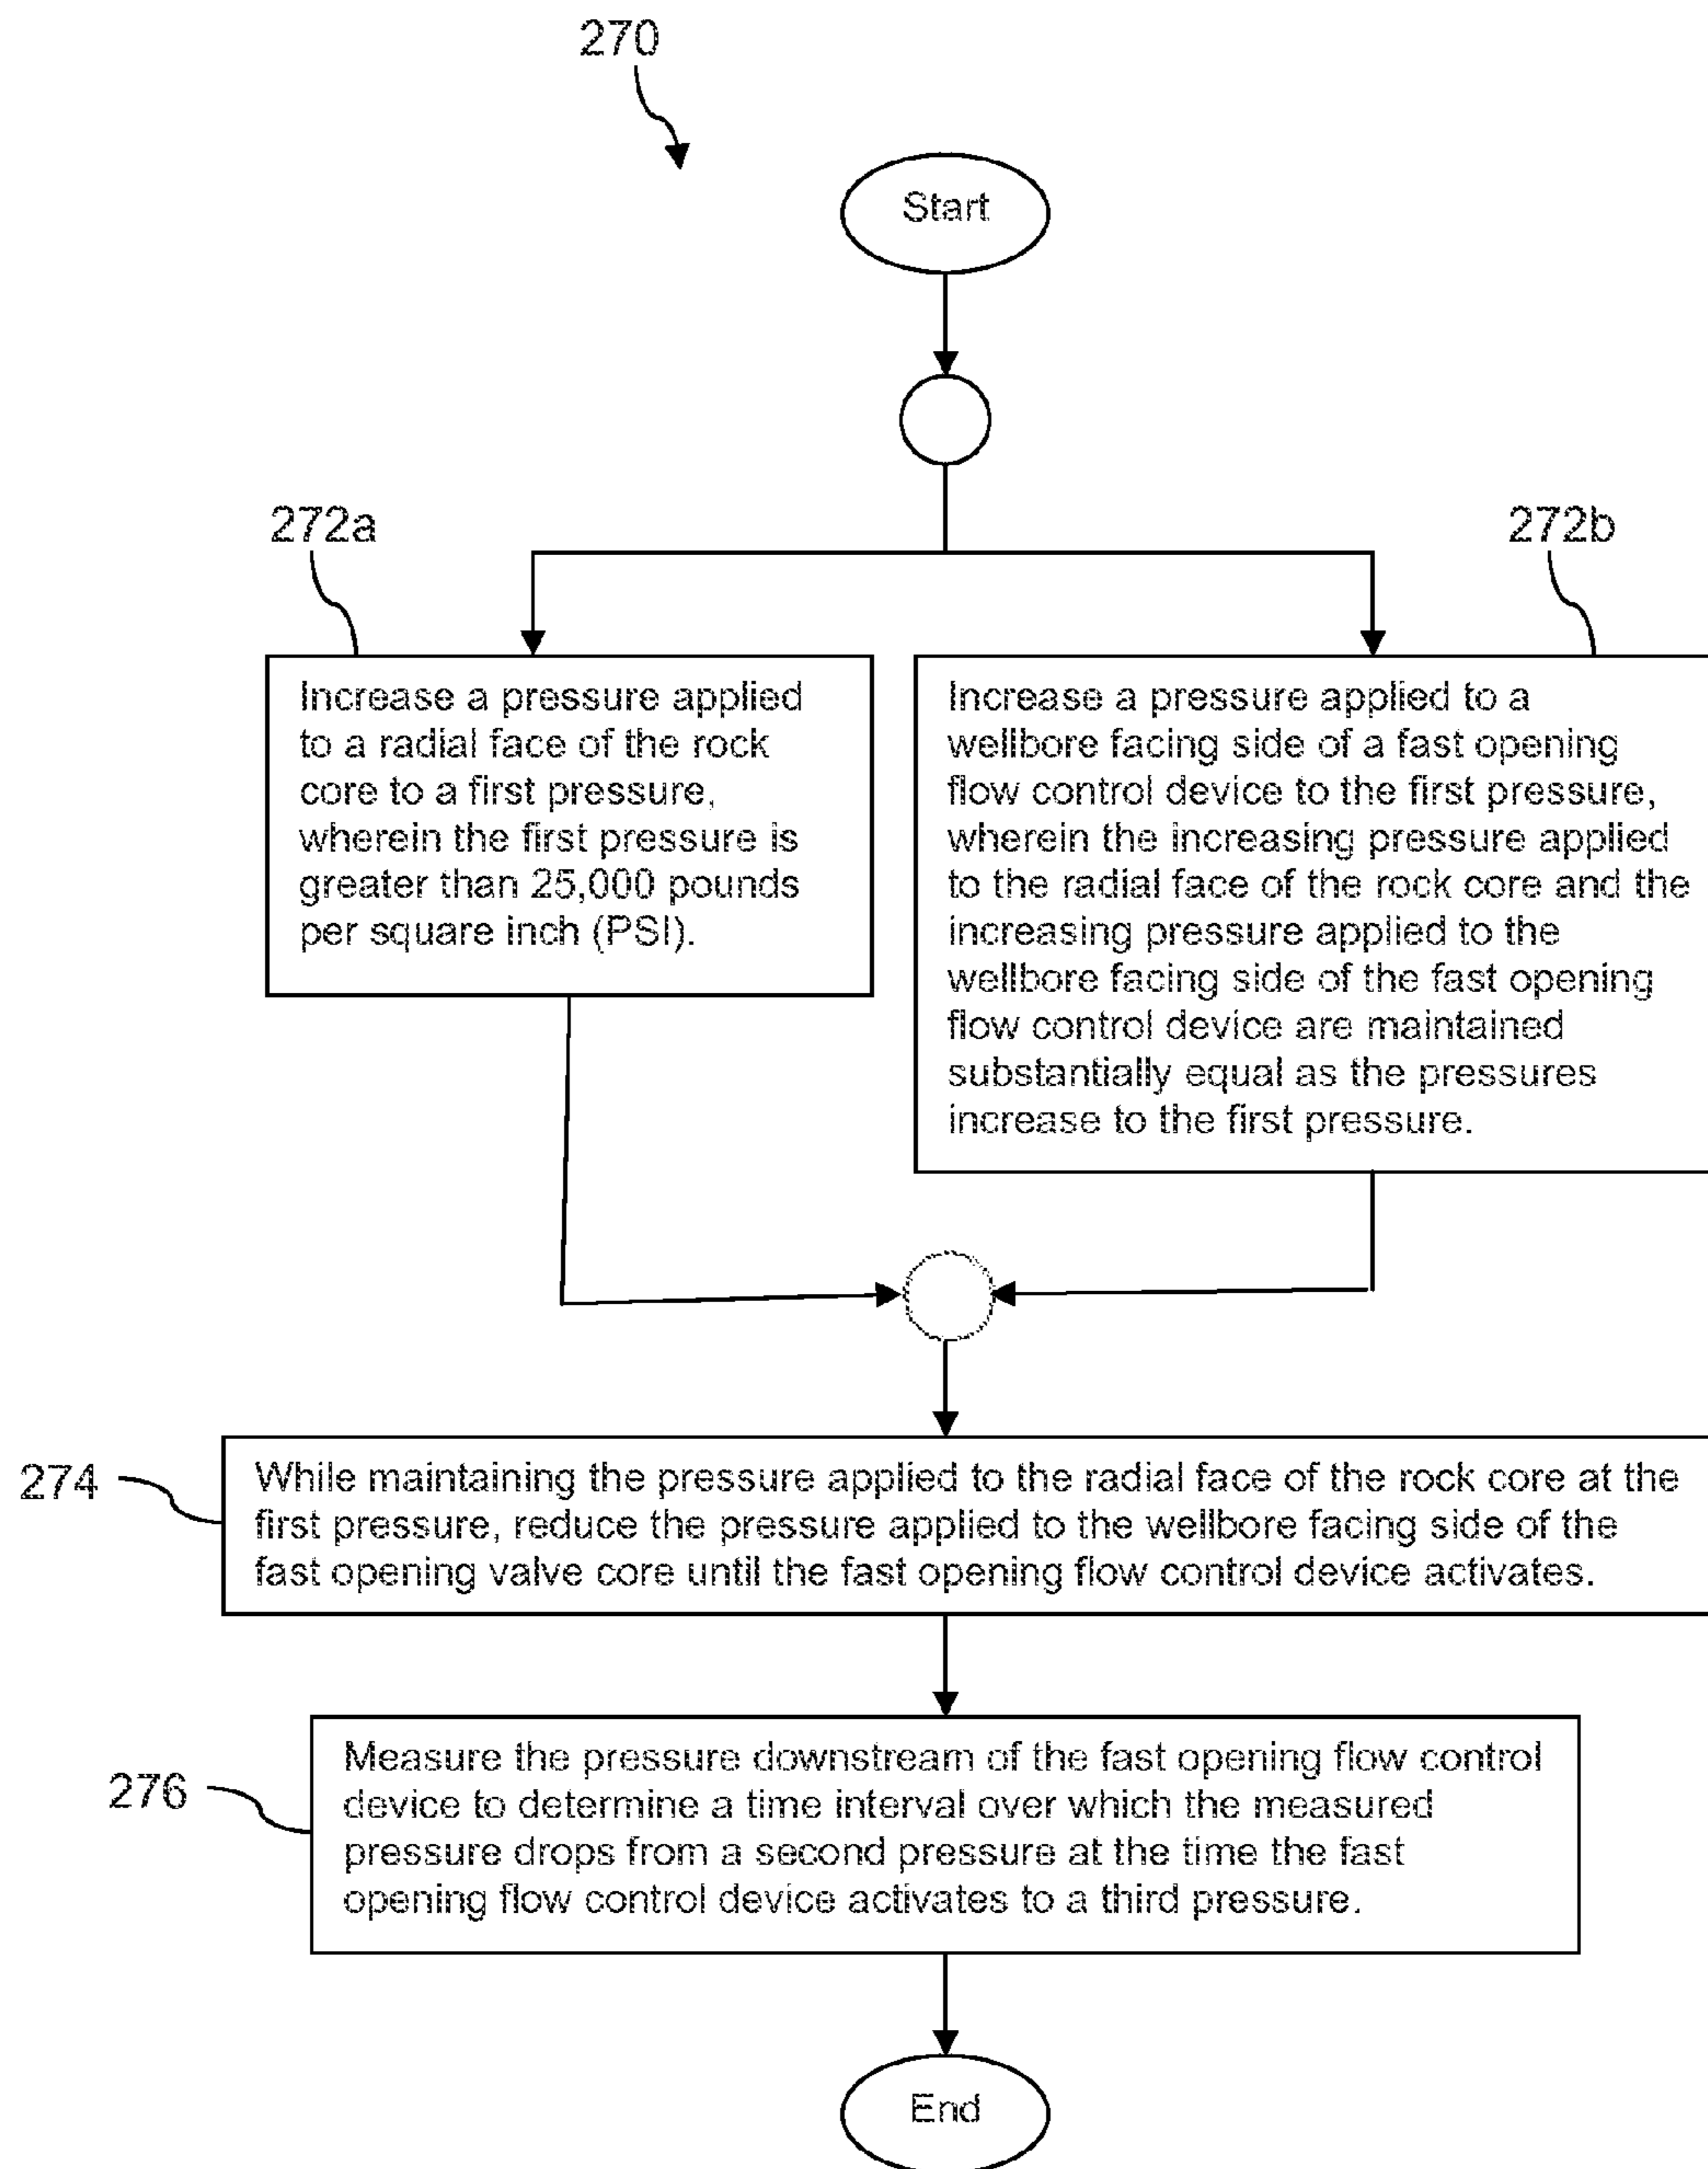 270
Start
272a
272b
Increase a pressure applied
to a radial face of the rock
core to a first pressure,
wherein the first pressure is
greater than 25,000 pounds
per square inch (PSI).
Increase a pressure applied to a
wellbore facing side of a fast opening
flow control device to the first pressure,
wherein the increasing pressure applied
to the radial face of the rock core and the
increasing pressure applied to the
wellbore facing side of the fast opening
flow control device are maintained
substantially equal as the pressures
increase to the first pressure.
274
While maintaining the pressure applied to the radial face of the rock core at the
first pressure, reduce the pressure applied to the wellbore facing side of the
fast opening valve core until the fast opening flow control device activates.
276
Measure the pressure downstream of the fast opening flow control
device to determine a time interval over which the measured
pressure drops from a second pressure at the time the fast
opening flow control device activates to a third pressure.
End